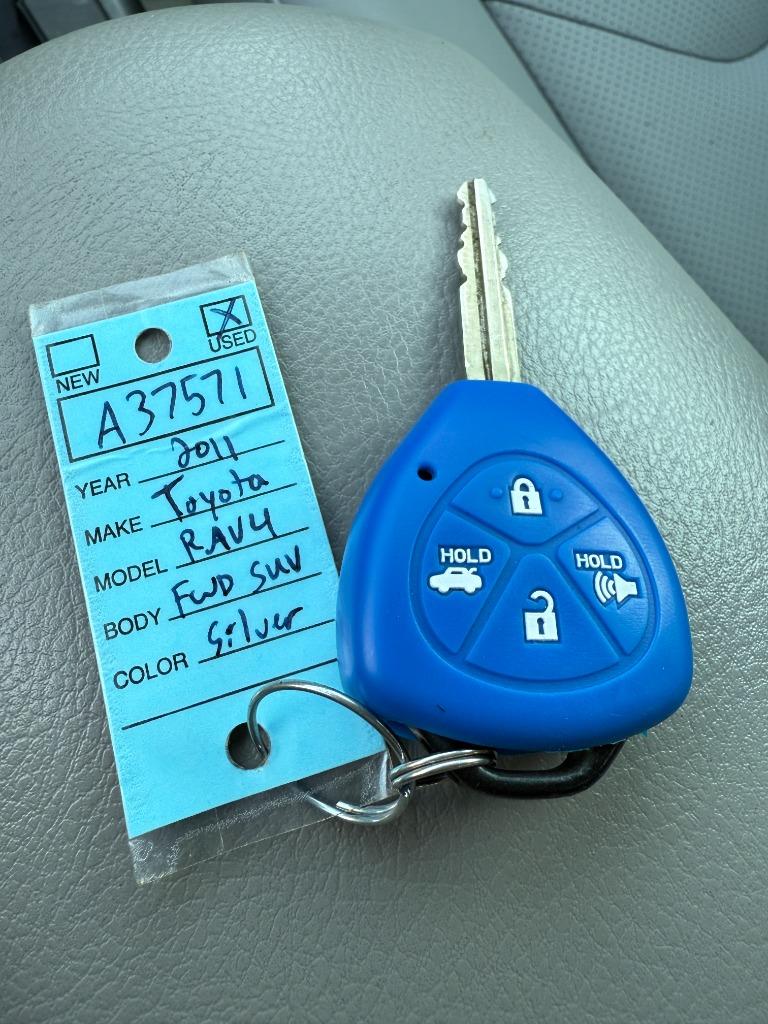 NEW
X USED
A37571
YEAR 2011
MAKE Toyota
MODEL RAV4
BODY FWD SUV
COLOR Silver
HOLD
HOLD